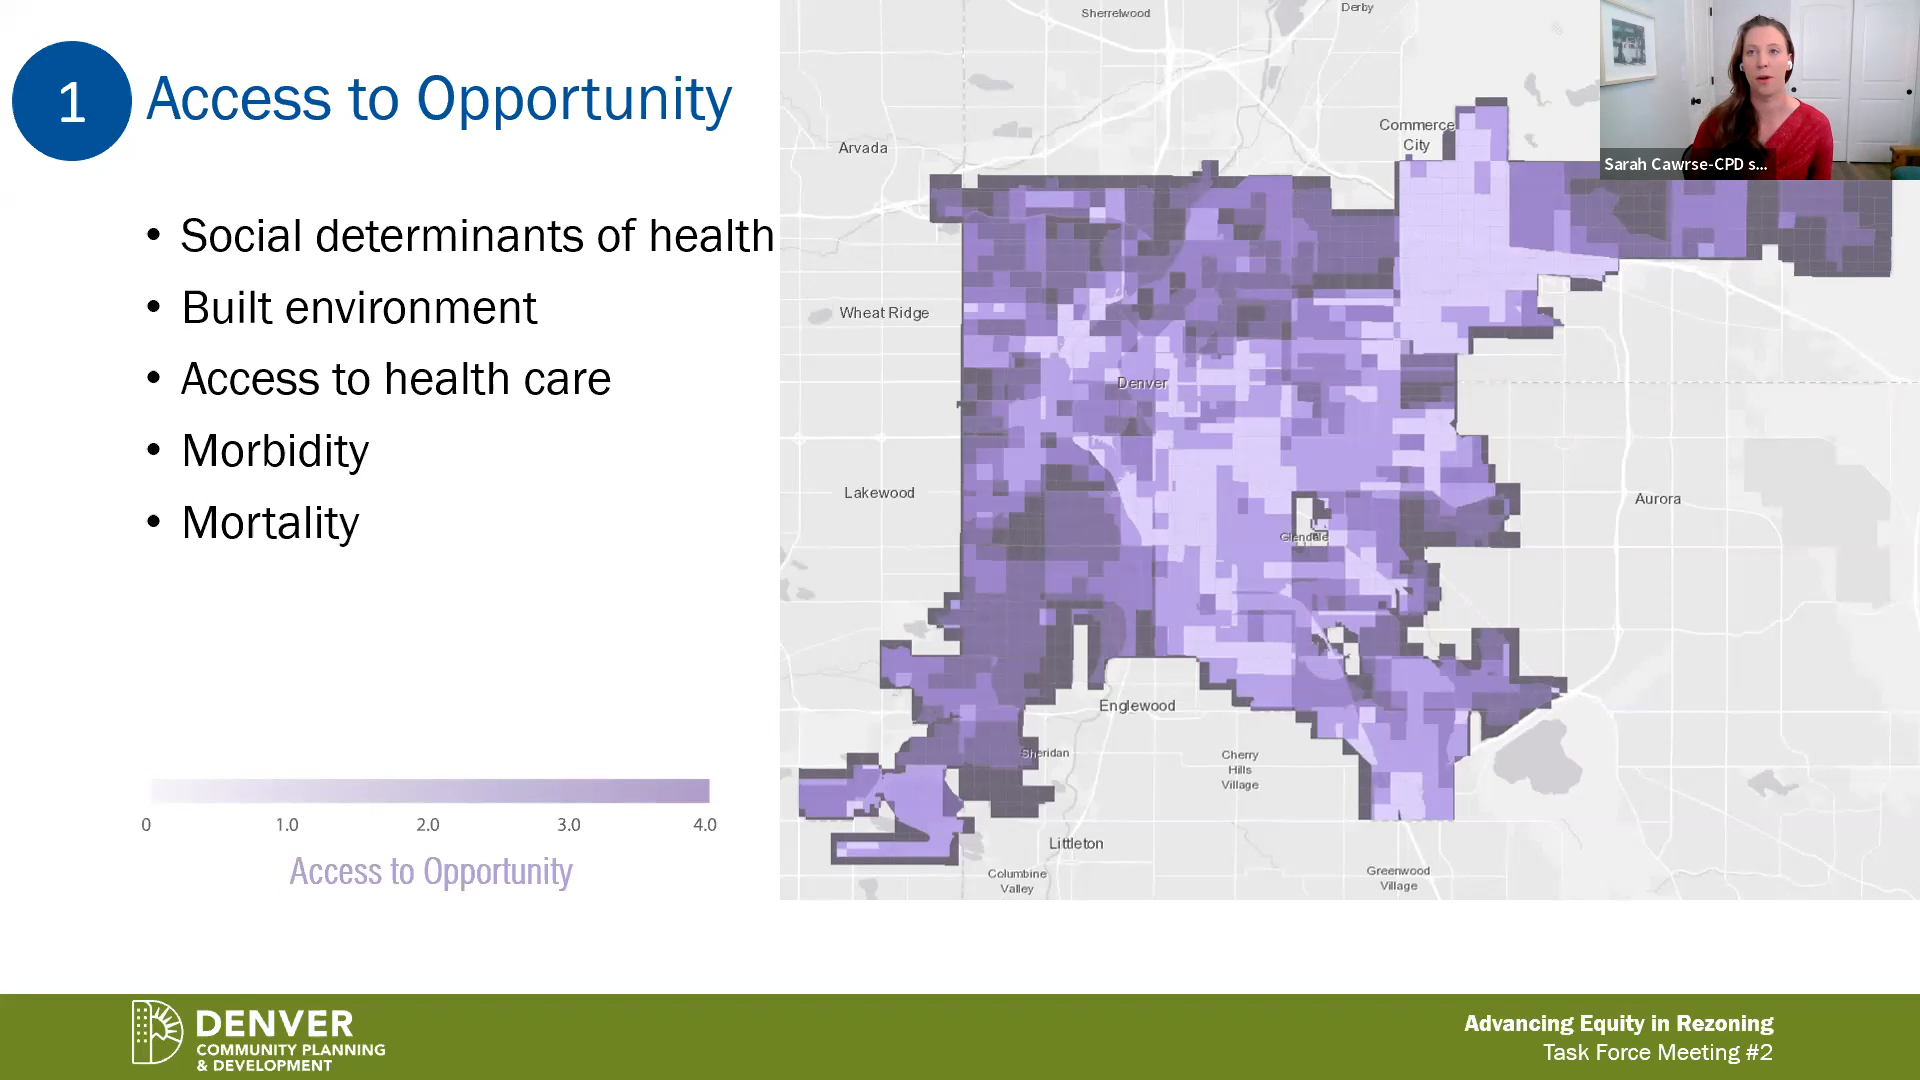 1
Access to Opportunity
• Social determinants of health
• Built environment
• Access to health care
• Morbidity
• Mortality
0 1.0 2.0 3.0 4.0
Access to Opportunity
Sherrelwood
Derby
Commerce
City
Arvada
Wheat Ridge
Denver
Lakewood
Aurora
Glendale
Englewood
Sheridan
Cherry
Hills
Village
Littleton
Columbine
Valley
Greenwood
Village
Sarah Cawrse-CPD s...
DENVER
COMMUNITY PLANNING
& DEVELOPMENT
Advancing Equity in Rezoning
Task Force Meeting #2